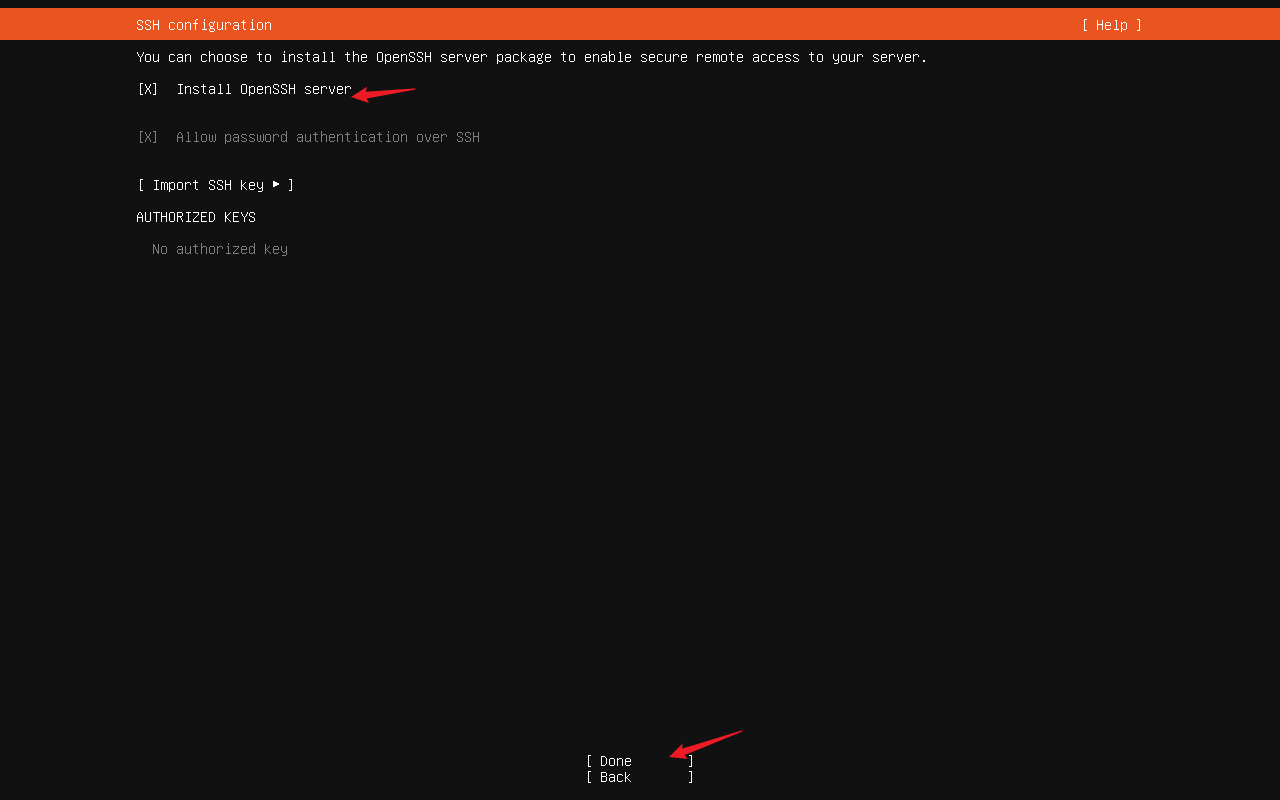 SSH configuration [ Help ]
You can choose to install the OpenSSH server package to enable secure remote access to your server.
[X] Install OpenSSH server
[X] Allow password authentication over SSH
[ Import SSH key ▸ ]
AUTHORIZED KEYS
No authorized key
[ Done ]
[ Back ]